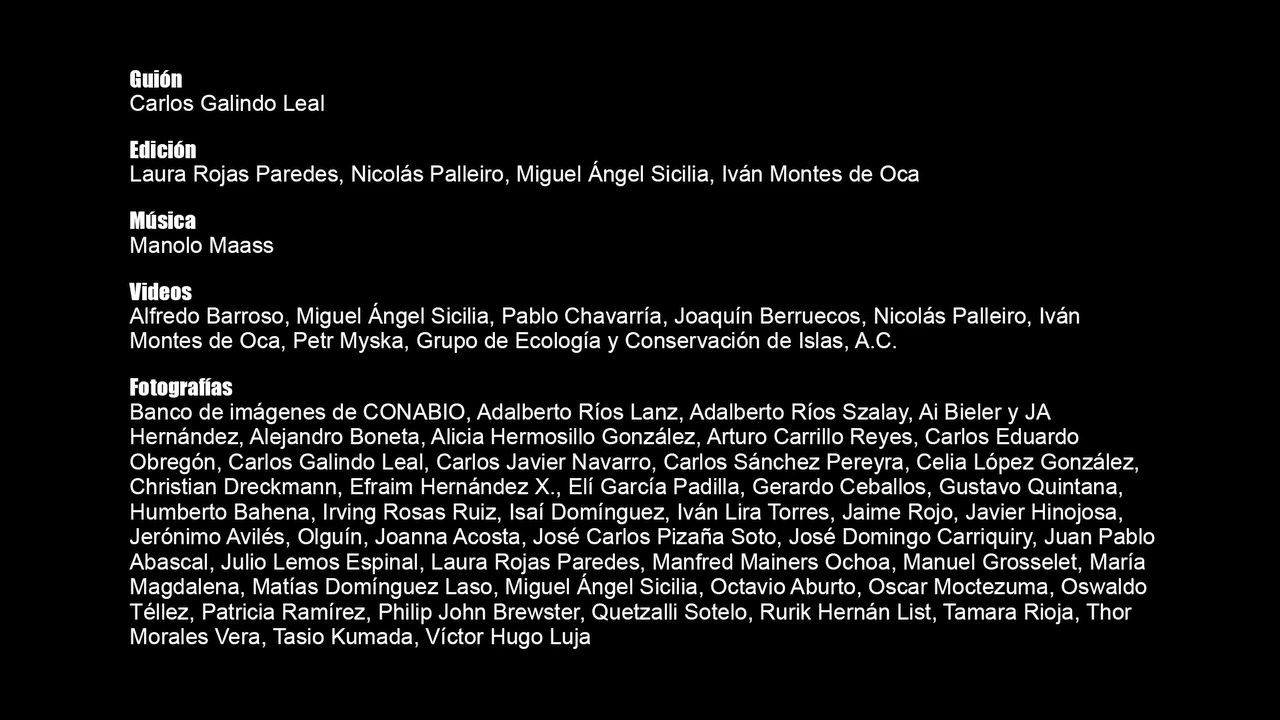 Guión
Carlos Galindo Leal
Edición
Laura Rojas Paredes, Nicolás Palleiro, Miguel Ángel Sicilia, Iván Montes de Oca
Música
Manolo Maass
Videos
Alfredo Barroso, Miguel Ángel Sicilia, Pablo Chavarría, Joaquín Berruecos, Nicolás Palleiro, Iván
Montes de Oca, Petr Myska, Grupo de Ecología y Conservación de Islas, A.C.
Fotografías
Banco de imágenes de CONABIO, Adalberto Ríos Lanz, Adalberto Ríos Szalay, Ai Bieler y JA
Hernández, Alejandro Boneta, Alicia Hermosillo González, Arturo Carrillo Reyes, Carlos Eduardo
Obregón, Carlos Galindo Leal, Carlos Javier Navarro, Carlos Sánchez Pereyra, Celia López González,
Christian Dreckmann, Efraim Hernández X., Elí García Padilla, Gerardo Ceballos, Gustavo Quintana,
Humberto Bahena, Irving Rosas Ruiz, Isaí Domínguez, Iván Lira Torres, Jaime Rojo, Javier Hinojosa,
Jerónimo Avilés, Olguín, Joanna Acosta, José Carlos Pizaña Soto, José Domingo Carriquiry, Juan Pablo
Abascal, Julio Lemos Espinal, Laura Rojas Paredes, Manfred Mainers Ochoa, Manuel Grosselet, María
Magdalena, Matías Domínguez Laso, Miguel Ángel Sicilia, Octavio Aburto, Oscar Moctezuma, Oswaldo
Téllez, Patricia Ramírez, Philip John Brewster, Quetzalli Sotelo, Rurik Hernán List, Tamara Rioja, Thor
Morales Vera, Tasio Kumada, Víctor Hugo Luja